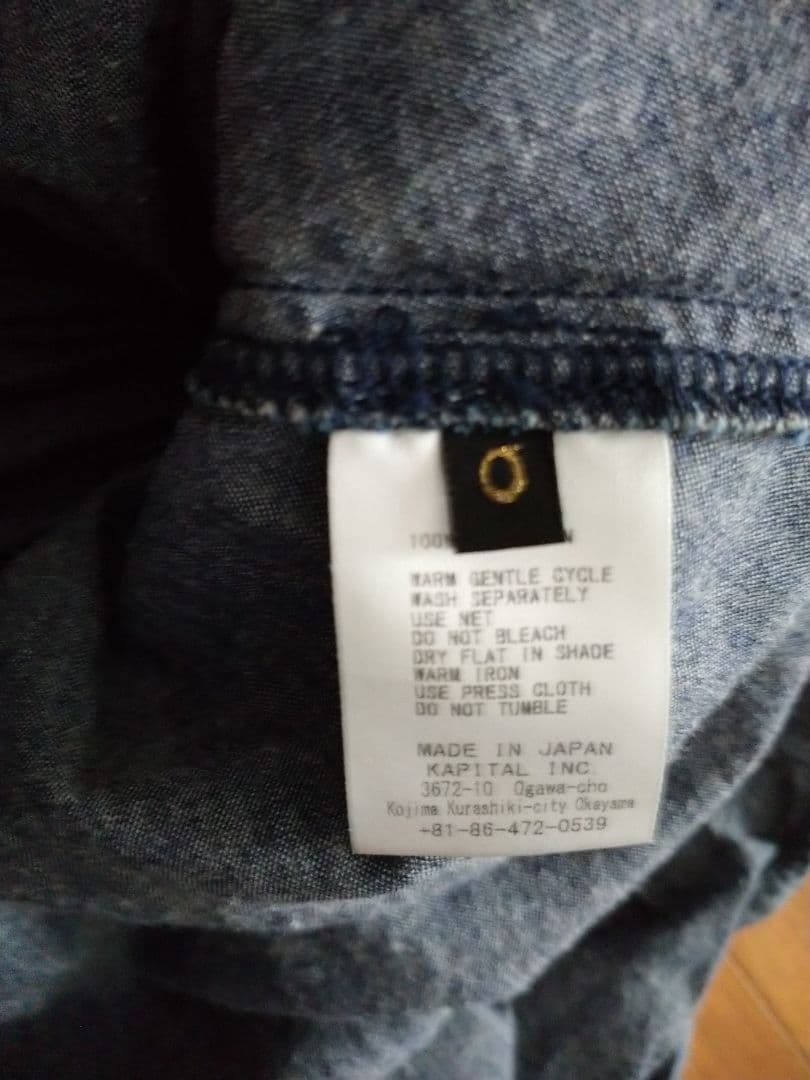 0
100%
WARM GENTLE CYCLE
WASH SEPARATELY
USE NET
DO NOT BLEACH
DRY FLAT IN SHADE
WARM IRON
USE PRESS CLOTH
DO NOT TUMBLE
MADE IN JAPAN
KAPITAL INC.
3672-10 Ogawa-cho
Kojima Kurashiki-city Okayama
+81-86-472-0539